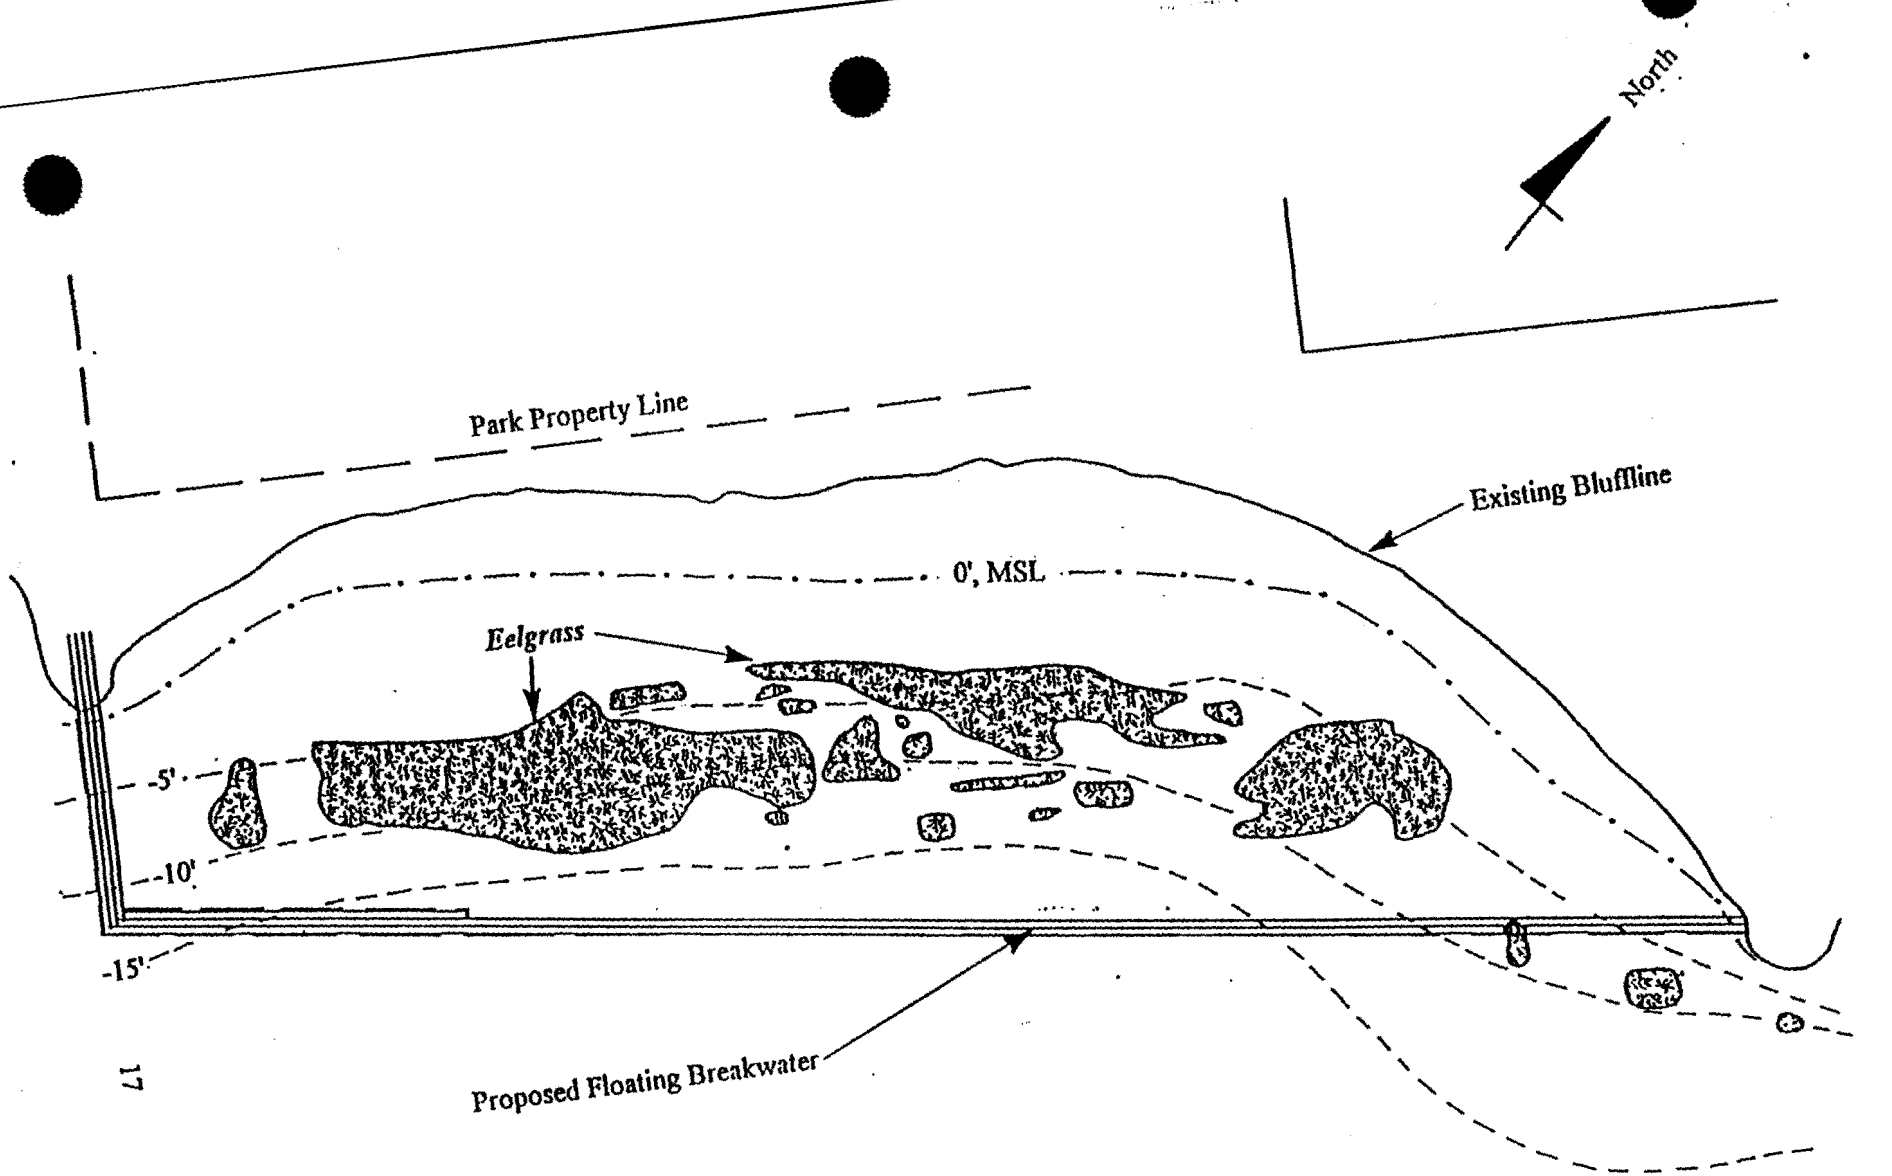 North
Park Property Line
Existing Bluffline
0', MSL
Eelgrass
-5'
-10'
-15'
Proposed Floating Breakwater
17